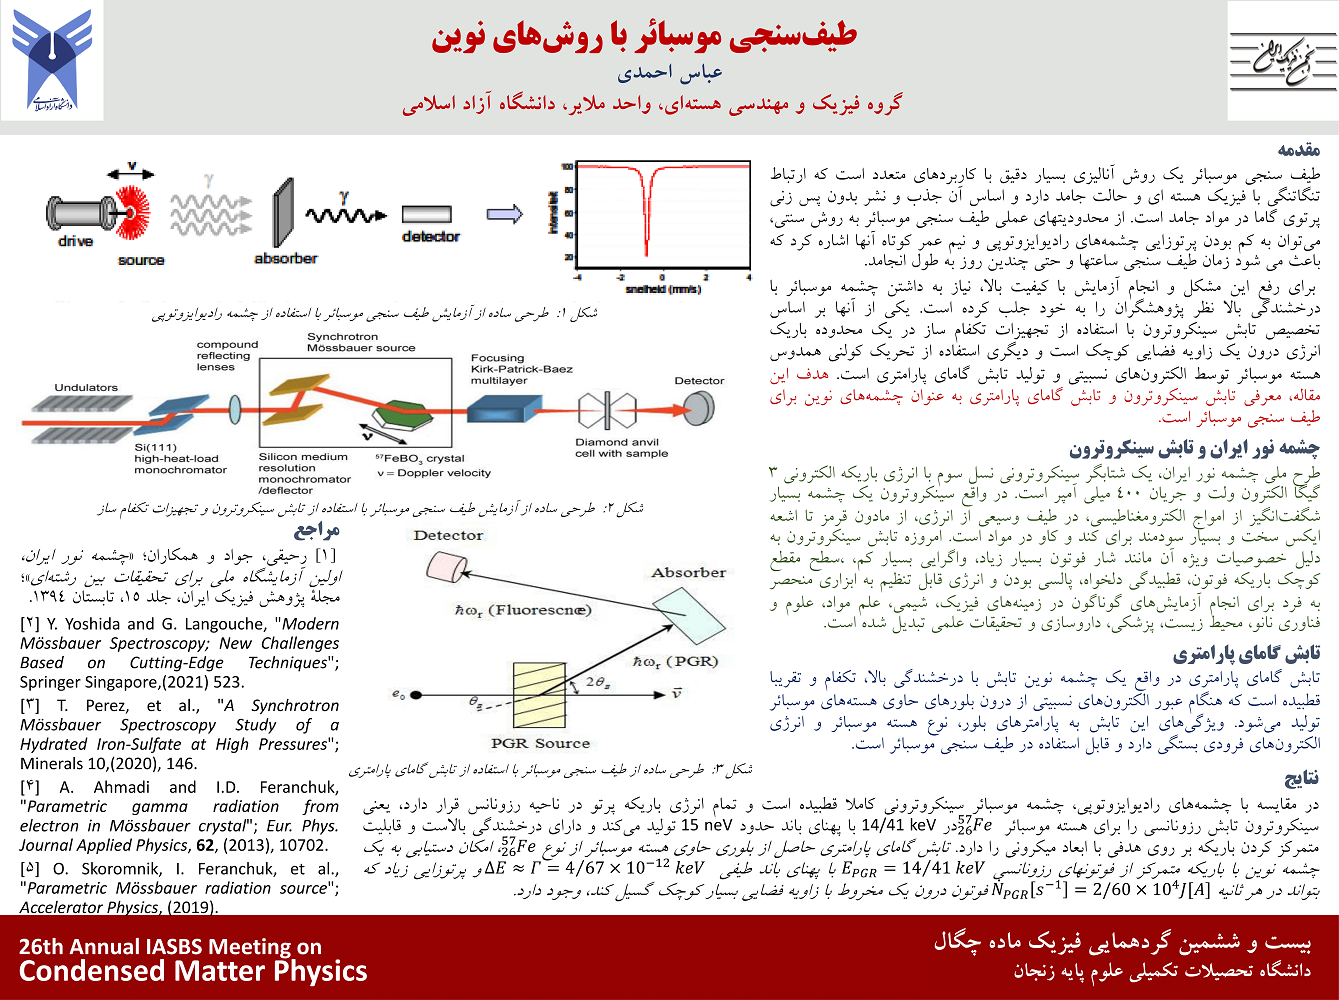 طیف‌سنجی موسبائر با روش‌های نوین
عباس احمدی
گروه فیزیک و مهندسی هسته‌ای، واحد ملایر، دانشگاه آزاد اسلامی
دانشگاه آزاد اسلامی
انجمن فیزیک ایران
مقدمه
طیف سنجی موسبائر یک روش آنالیزی بسیار دقیق با کاربردهای متعدد است که ارتباط
تنگاتنگی با فیزیک هسته ای و حالت جامد دارد و اساس آن جذب و نشر بدون پس زنی
پرتوی گاما در مواد جامد است. از محدودیتهای عملی طیف سنجی موسبائر به روش سنتی،
می‌توان به کم بودن پرتوزایی چشمه‌های رادیوایزوتوپی و نیم عمر کوتاه آنها اشاره کرد که
باعث می شود زمان طیف سنجی ساعتها و حتی چندین روز به طول انجامد.
برای رفع این مشکل و انجام آزمایش با کیفیت بالا، نیاز به داشتن چشمه موسبائر با
درخشندگی بالا نظر پژوهشگران را به خود جلب کرده است. یکی از آنها بر اساس
تخصیص تابش سینکروترون با استفاده از تجهیزات تکفام ساز در یک محدوده باریک
انرژی درون یک زاویه فضایی کوچک است و دیگری استفاده از تحریک کولنی همدوس
هسته موسبائر توسط الکترون‌های نسبیتی و تولید تابش گامای پارامتری است. هدف این
مقاله، معرفی تابش سینکروترون و تابش گامای پارامتری به عنوان چشمه‌های نوین برای
طیف سنجی موسبائر است.
چشمه نور ایران و تابش سینکروترون
طرح ملی چشمه نور ایران، یک شتابگر سینکروترونی نسل سوم با انرژی باریکه الکترونی ۳
گیگا الکترون ولت و جریان ۴۰۰ میلی آمپر است. در واقع سینکروترون یک چشمه بسیار
شگفت‌انگیز از امواج الکترومغناطیسی، در طیف وسیعی از انرژی، از مادون قرمز تا اشعه
ایکس سخت و بسیار سودمند برای کند و کاو در مواد است. امروزه تابش سینکروترون به
دلیل خصوصیات ویژه آن مانند شار فوتون بسیار زیاد، واگرایی بسیار کم، ،سطح مقطع
کوچک باریکه فوتون، قطبیدگی دلخواه، پالسی بودن و انرژی قابل تنظیم به ابزاری منحصر
به فرد برای انجام آزمایش‌های گوناگون در زمینه‌های فیزیک، شیمی، علم مواد، علوم و
فناوری نانو، محیط زیست، پزشکی، داروسازی و تحقیقات علمی تبدیل شده است.
تابش گامای پارامتری
تابش گامای پارامتری در واقع یک چشمه نوین تابش با درخشندگی بالا، تکفام و تقریبا
قطبیده است که هنگام عبور الکترون‌های نسبیتی از درون بلورهای حاوی هسته‌های موسبائر
تولید می‌شود. ویژگی‌های این تابش به پارامترهای بلور، نوع هسته موسبائر و انرژی
الکترون‌های فرودی بستگی دارد و قابل استفاده در طیف سنجی موسبائر است.
نتایج
در مقایسه با چشمه‌های رادیوایزوتوپی، چشمه موسبائر سینکروترونی کاملا قطبیده است و تمام انرژی باریکه پرتو در ناحیه رزونانس قرار دارد، یعنی
سینکروترون تابش رزونانسی را برای هسته موسبائر ⁵⁷₂₆Fe در 14/41 keV با پهنای باند حدود 15 neV تولید می‌کند و دارای درخشندگی بالاست و قابلیت
متمرکز کردن باریکه بر روی هدفی با ابعاد میکرونی را دارد. تابش گامای پارامتری حاصل از بلوری حاوی هسته موسبائر از نوع ⁵⁷₂₆Fe، امکان دستیابی به یک
چشمه نوین با باریکه متمرکز از فوتونهای رزونانسی E_PGR = 14/41 keV با پهنای باند طیفی ΔE ≈ Γ = 4/67 × 10⁻¹² keV و پرتوزایی زیاد که
بتواند در هر ثانیه Ṅ_PGR[s⁻¹] = 2/60 × 10⁴J[A] فوتون درون یک مخروط با زاویه فضایی بسیار کوچک گسیل کند، وجود دارد.
v
γ
γ
drive
source
absorber
detector
intensiteit
100
80
60
40
20
-4
-2
0
2
4
snelheid (mm/s)
شکل ۱: طرحی ساده از آزمایش طیف سنجی موسبائر با استفاده از چشمه رادیوایزوتوپی
Undulators
Si(111)
high-heat-load
monochromator
compound
reflecting
lenses
Synchrotron
Mössbauer source
Silicon medium
resolution
monochromator
/deflector
v
⁵⁷FeBO₃ crystal
v = Doppler velocity
Focusing
Kirk-Patrick-Baez
multilayer
Diamond anvil
cell with sample
Detector
شکل ۲: طرحی ساده از آزمایش طیف سنجی موسبائر با استفاده از تابش سینکروترون و تجهیزات تکفام ساز
Detector
Absorber
ℏω_r (Fluorescnce)
ℏω_r (PGR)
2θ_s
θ_s
e₀
v⃗
PGR Source
شکل ۳: طرحی ساده از طیف سنجی موسبائر با استفاده از تابش گامای پارامتری
مراجع
[۱] رحیقی، جواد و همکاران؛ «چشمه نور ایران،
اولین آزمایشگاه ملی برای تحقیقات بین رشته‌ای»؛
مجلهٔ پژوهش فیزیک ایران، جلد ۱۵، تابستان ۱۳۹۴.
[۲] Y. Yoshida and G. Langouche, "Modern
Mössbauer Spectroscopy; New Challenges
Based on Cutting-Edge Techniques";
Springer Singapore,(2021) 523.
[۳] T. Perez, et al., "A Synchrotron
Mössbauer Spectroscopy Study of a
Hydrated Iron-Sulfate at High Pressures";
Minerals 10,(2020), 146.
[۴] A. Ahmadi and I.D. Feranchuk,
"Parametric gamma radiation from
electron in Mössbauer crystal"; Eur. Phys.
Journal Applied Physics, 62, (2013), 10702.
[۵] O. Skoromnik, I. Feranchuk, et al.,
"Parametric Mössbauer radiation source";
Accelerator Physics, (2019).
26th Annual IASBS Meeting on
Condensed Matter Physics
بیست و ششمین گردهمایی فیزیک ماده چگال
دانشگاه تحصیلات تکمیلی علوم پایه زنجان